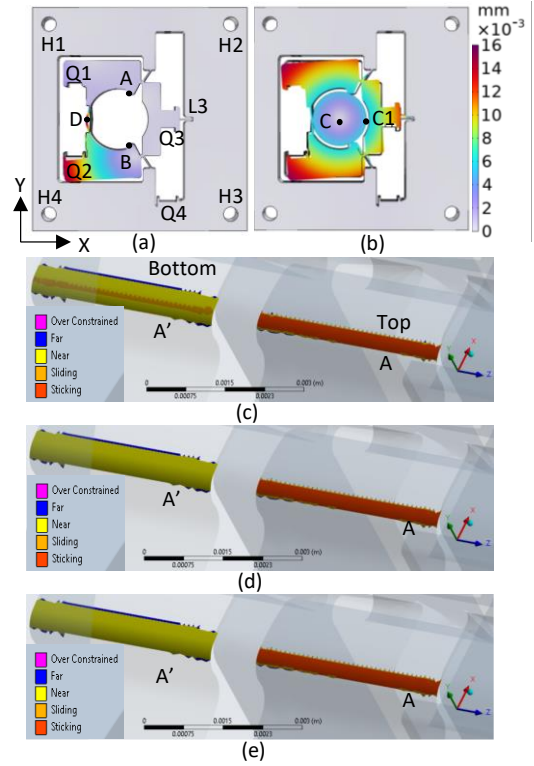 mm
×10⁻³
H1
H2
Q1
A
D
L3
B
Q3
Q2
H4
Q4
H3
Y
X
(a)
C
C1
(b)
16
14
12
10
8
6
4
2
0
Bottom
A'
Top
A
Over Constrained
Far
Near
Sliding
Sticking
0.00075
0.0015
0.0023
0.003 (m)
Y
X
Z
(c)
A'
A
Over Constrained
Far
Near
Sliding
Sticking
0.00075
0.0015
0.0023
0.003 (m)
Y
X
Z
(d)
A'
A
Over Constrained
Far
Near
Sliding
Sticking
0.00075
0.0015
0.0023
0.003 (m)
Y
X
Z
(e)